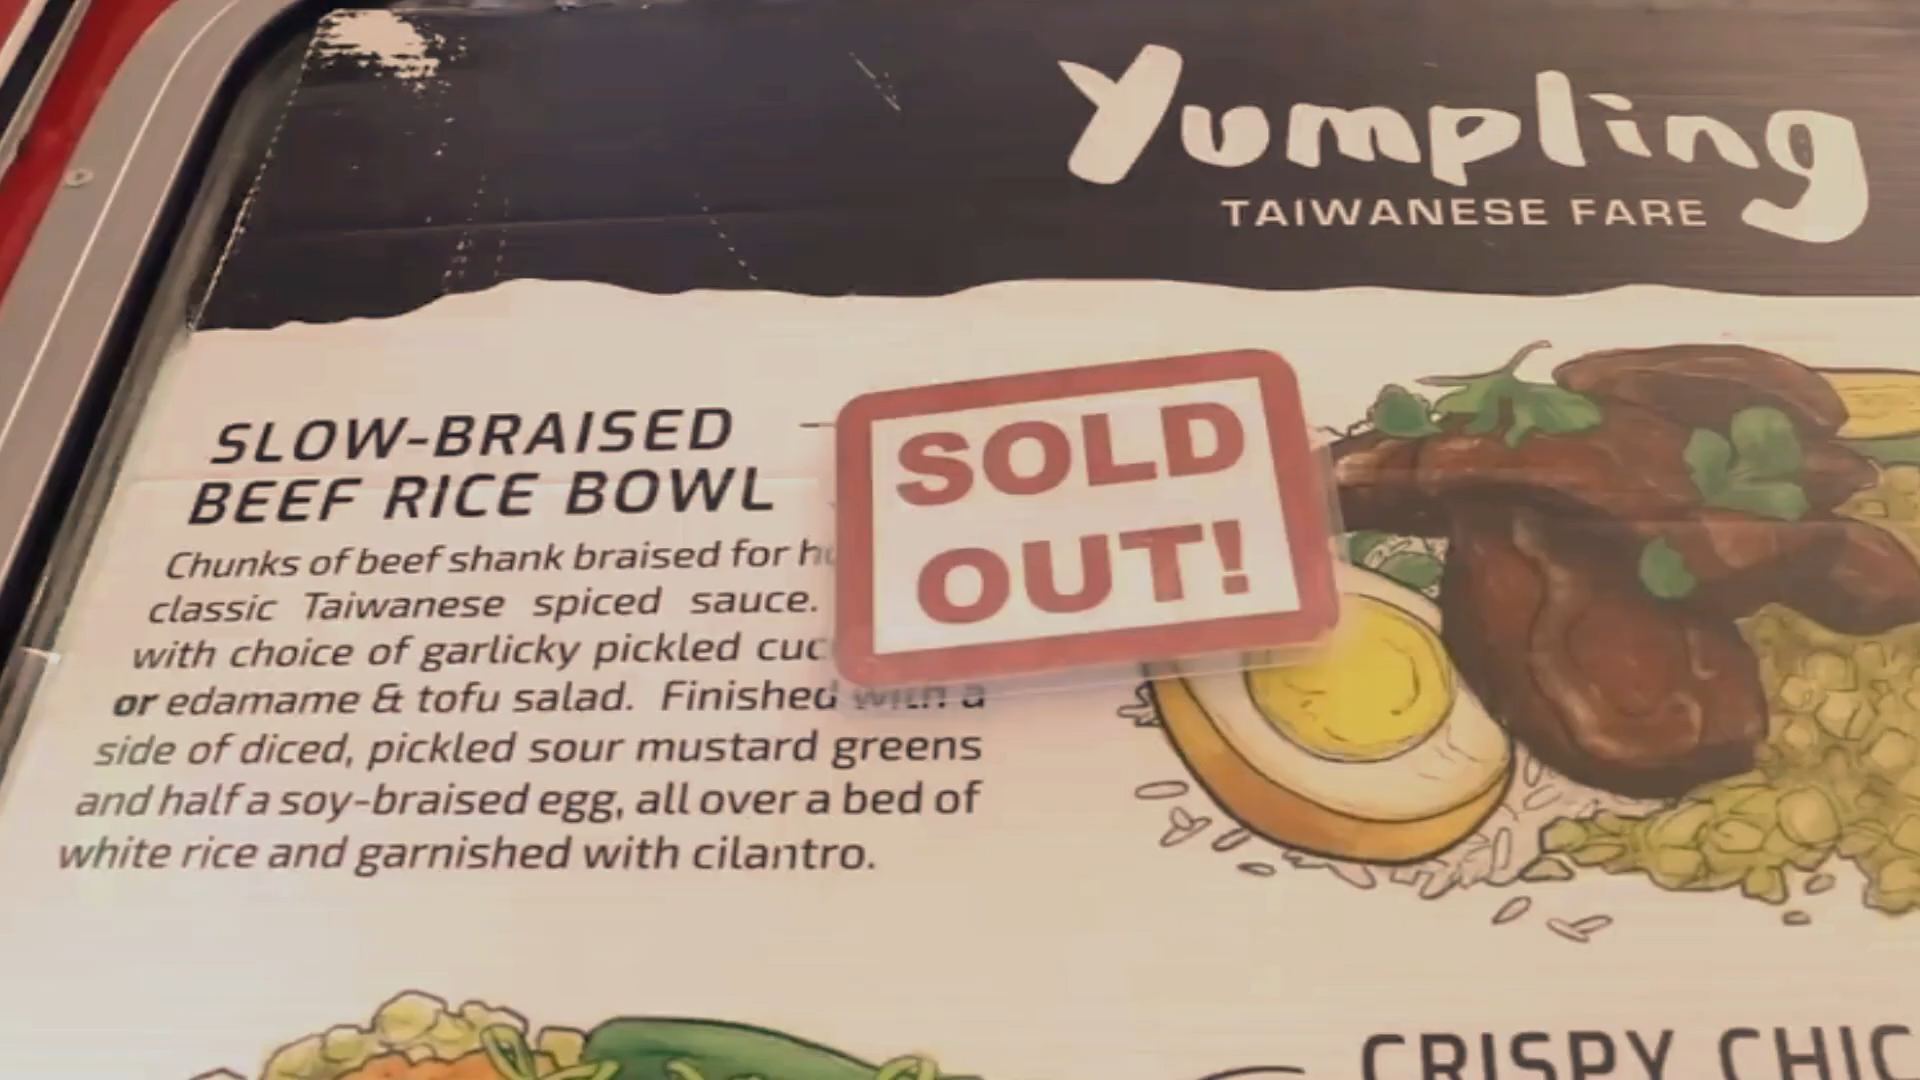 Yumpling
TAIWANESE FARE
SLOW-BRAISED
BEEF RICE BOWL
SOLD
OUT!
Chunks of beef shank braised for
classic Taiwanese spiced sauce.
with choice of garlicky pickled
or edamame & tofu salad. Finished with a
side of diced, pickled sour mustard greens
and half a soy-braised egg, all over a bed of
white rice and garnished with cilantro.
CRISPY